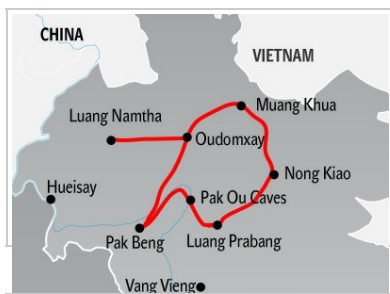 CHINA
VIETNAM
Muang Khua
Luang Namtha
Oudomxay
Nong Kiao
Hueisay
Pak Ou Caves
Pak Beng
Luang Prabang
Vang Vieng